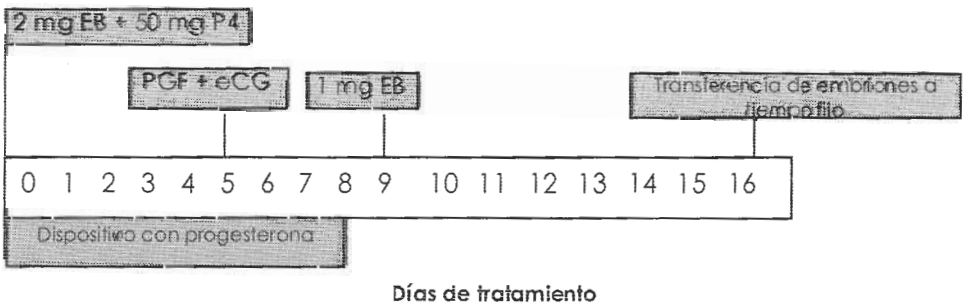 2 mg EB + 50 mg P4
PGF + eCG
1 mg EB
Transferencia de embriones a
tiempo fijo
0 1 2 3 4 5 6 7 8 9 10 11 12 13 14 15 16
Dispositivo con progesterona
Días de tratamiento